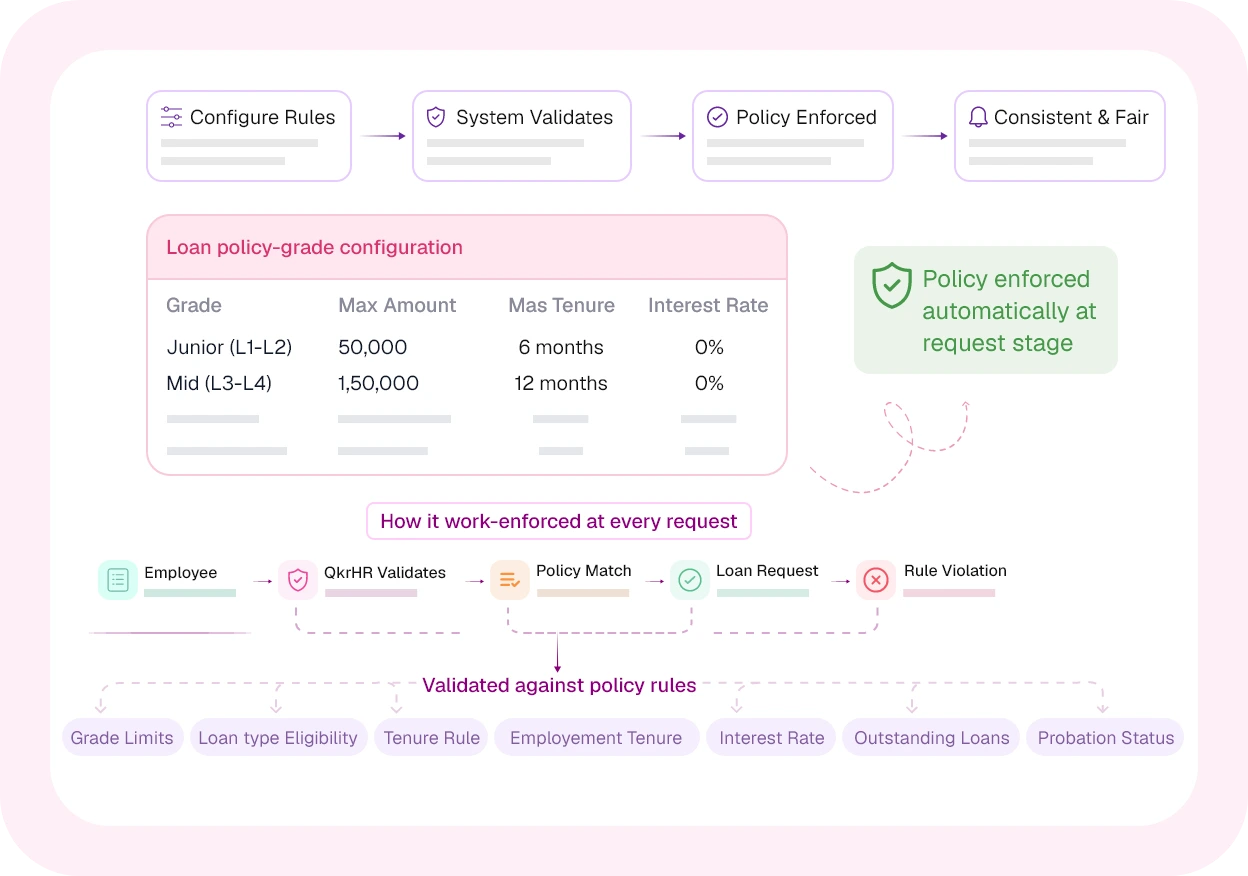 Configure Rules
System Validates
Policy Enforced
Consistent & Fair
Loan policy-grade configuration
Grade Max Amount Mas Tenure Interest Rate
Junior (L1-L2) 50,000 6 months 0%
Mid (L3-L4) 1,50,000 12 months 0%
Policy enforced
automatically at
request stage
How it work-enforced at every request
Employee
QkrHR Validates
Policy Match
Loan Request
Rule Violation
Validated against policy rules
Grade Limits
Loan type Eligibility
Tenure Rule
Employement Tenure
Interest Rate
Outstanding Loans
Probation Status